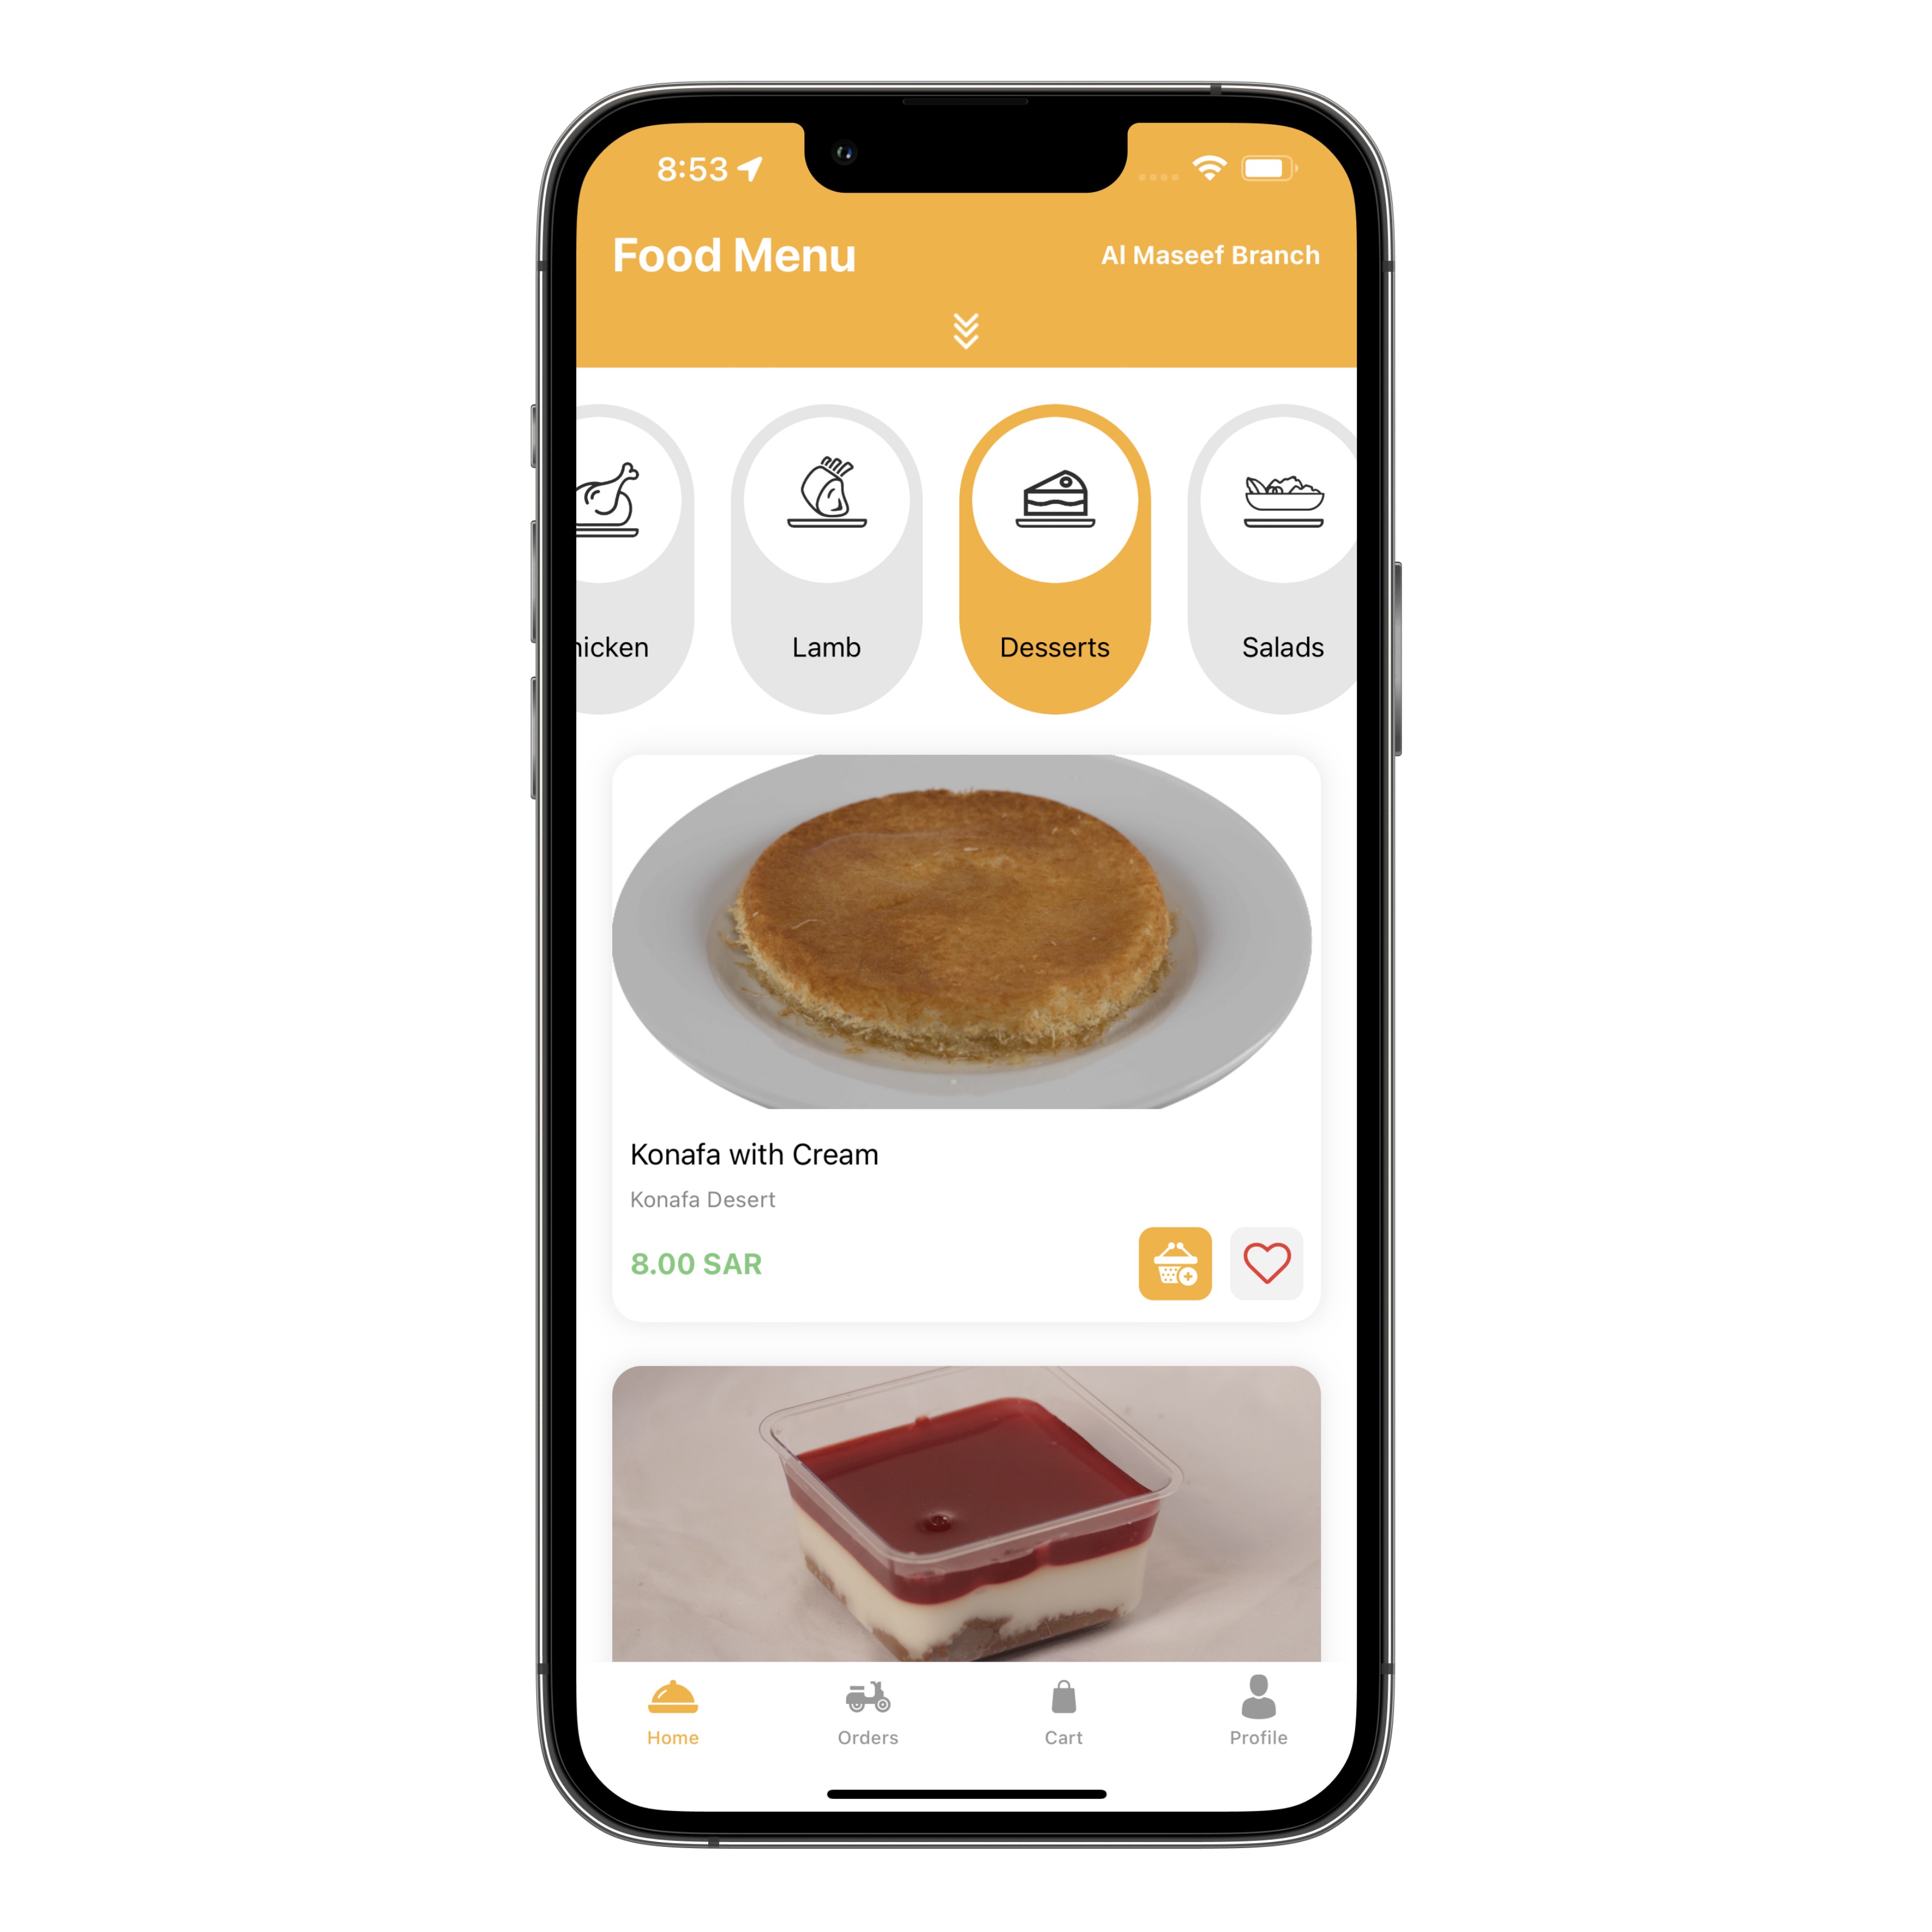 8:53
Food Menu
Al Maseef Branch
hicken
Lamb
Desserts
Salads
Konafa with Cream
Konafa Desert
8.00 SAR
Home
Orders
Cart
Profile